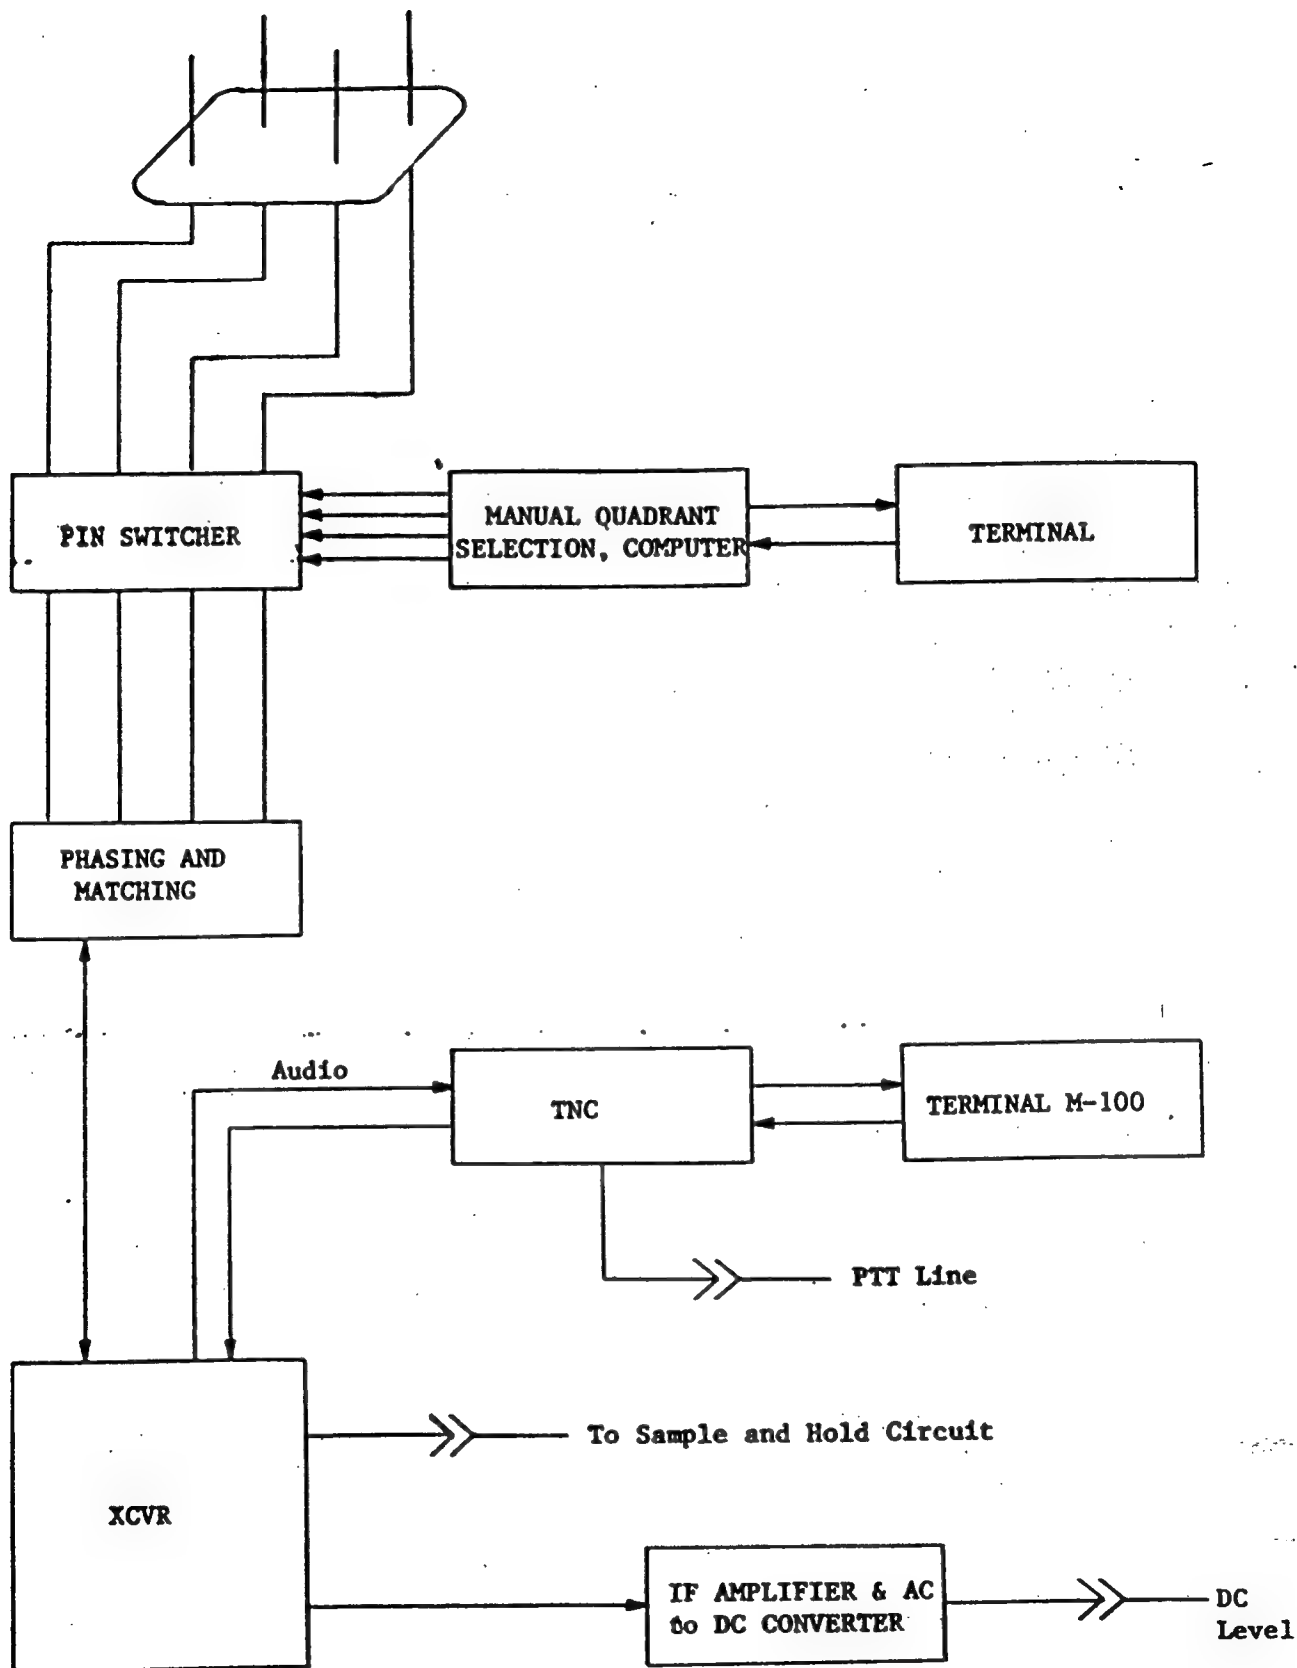 PIN SWITCHER
MANUAL QUADRANT
SELECTION, COMPUTER
TERMINAL
PHASING AND
MATCHING
Audio
TNC
TERMINAL M-100
PTT Line
To Sample and Hold Circuit
XCVR
IF AMPLIFIER & AC
to DC CONVERTER
DC
Level